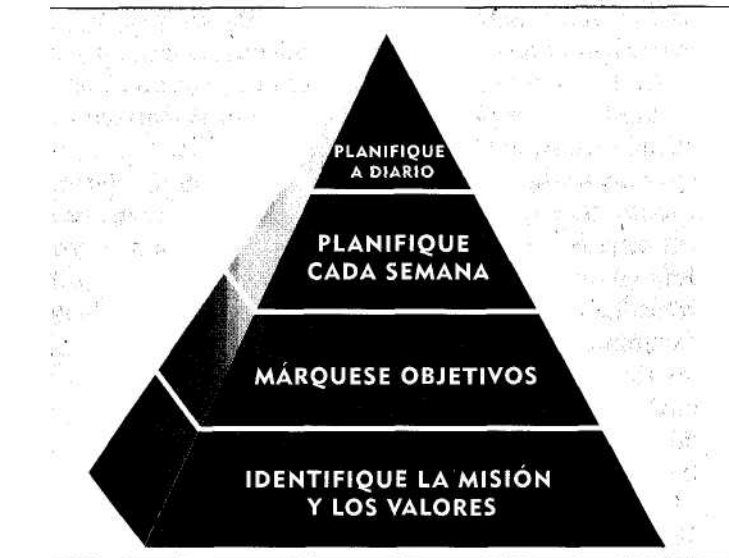 PLANIFIQUE
A DIARIO
PLANIFIQUE
CADA SEMANA
MÁRQUESE OBJETIVOS
IDENTIFIQUE LA MISIÓN
Y LOS VALORES